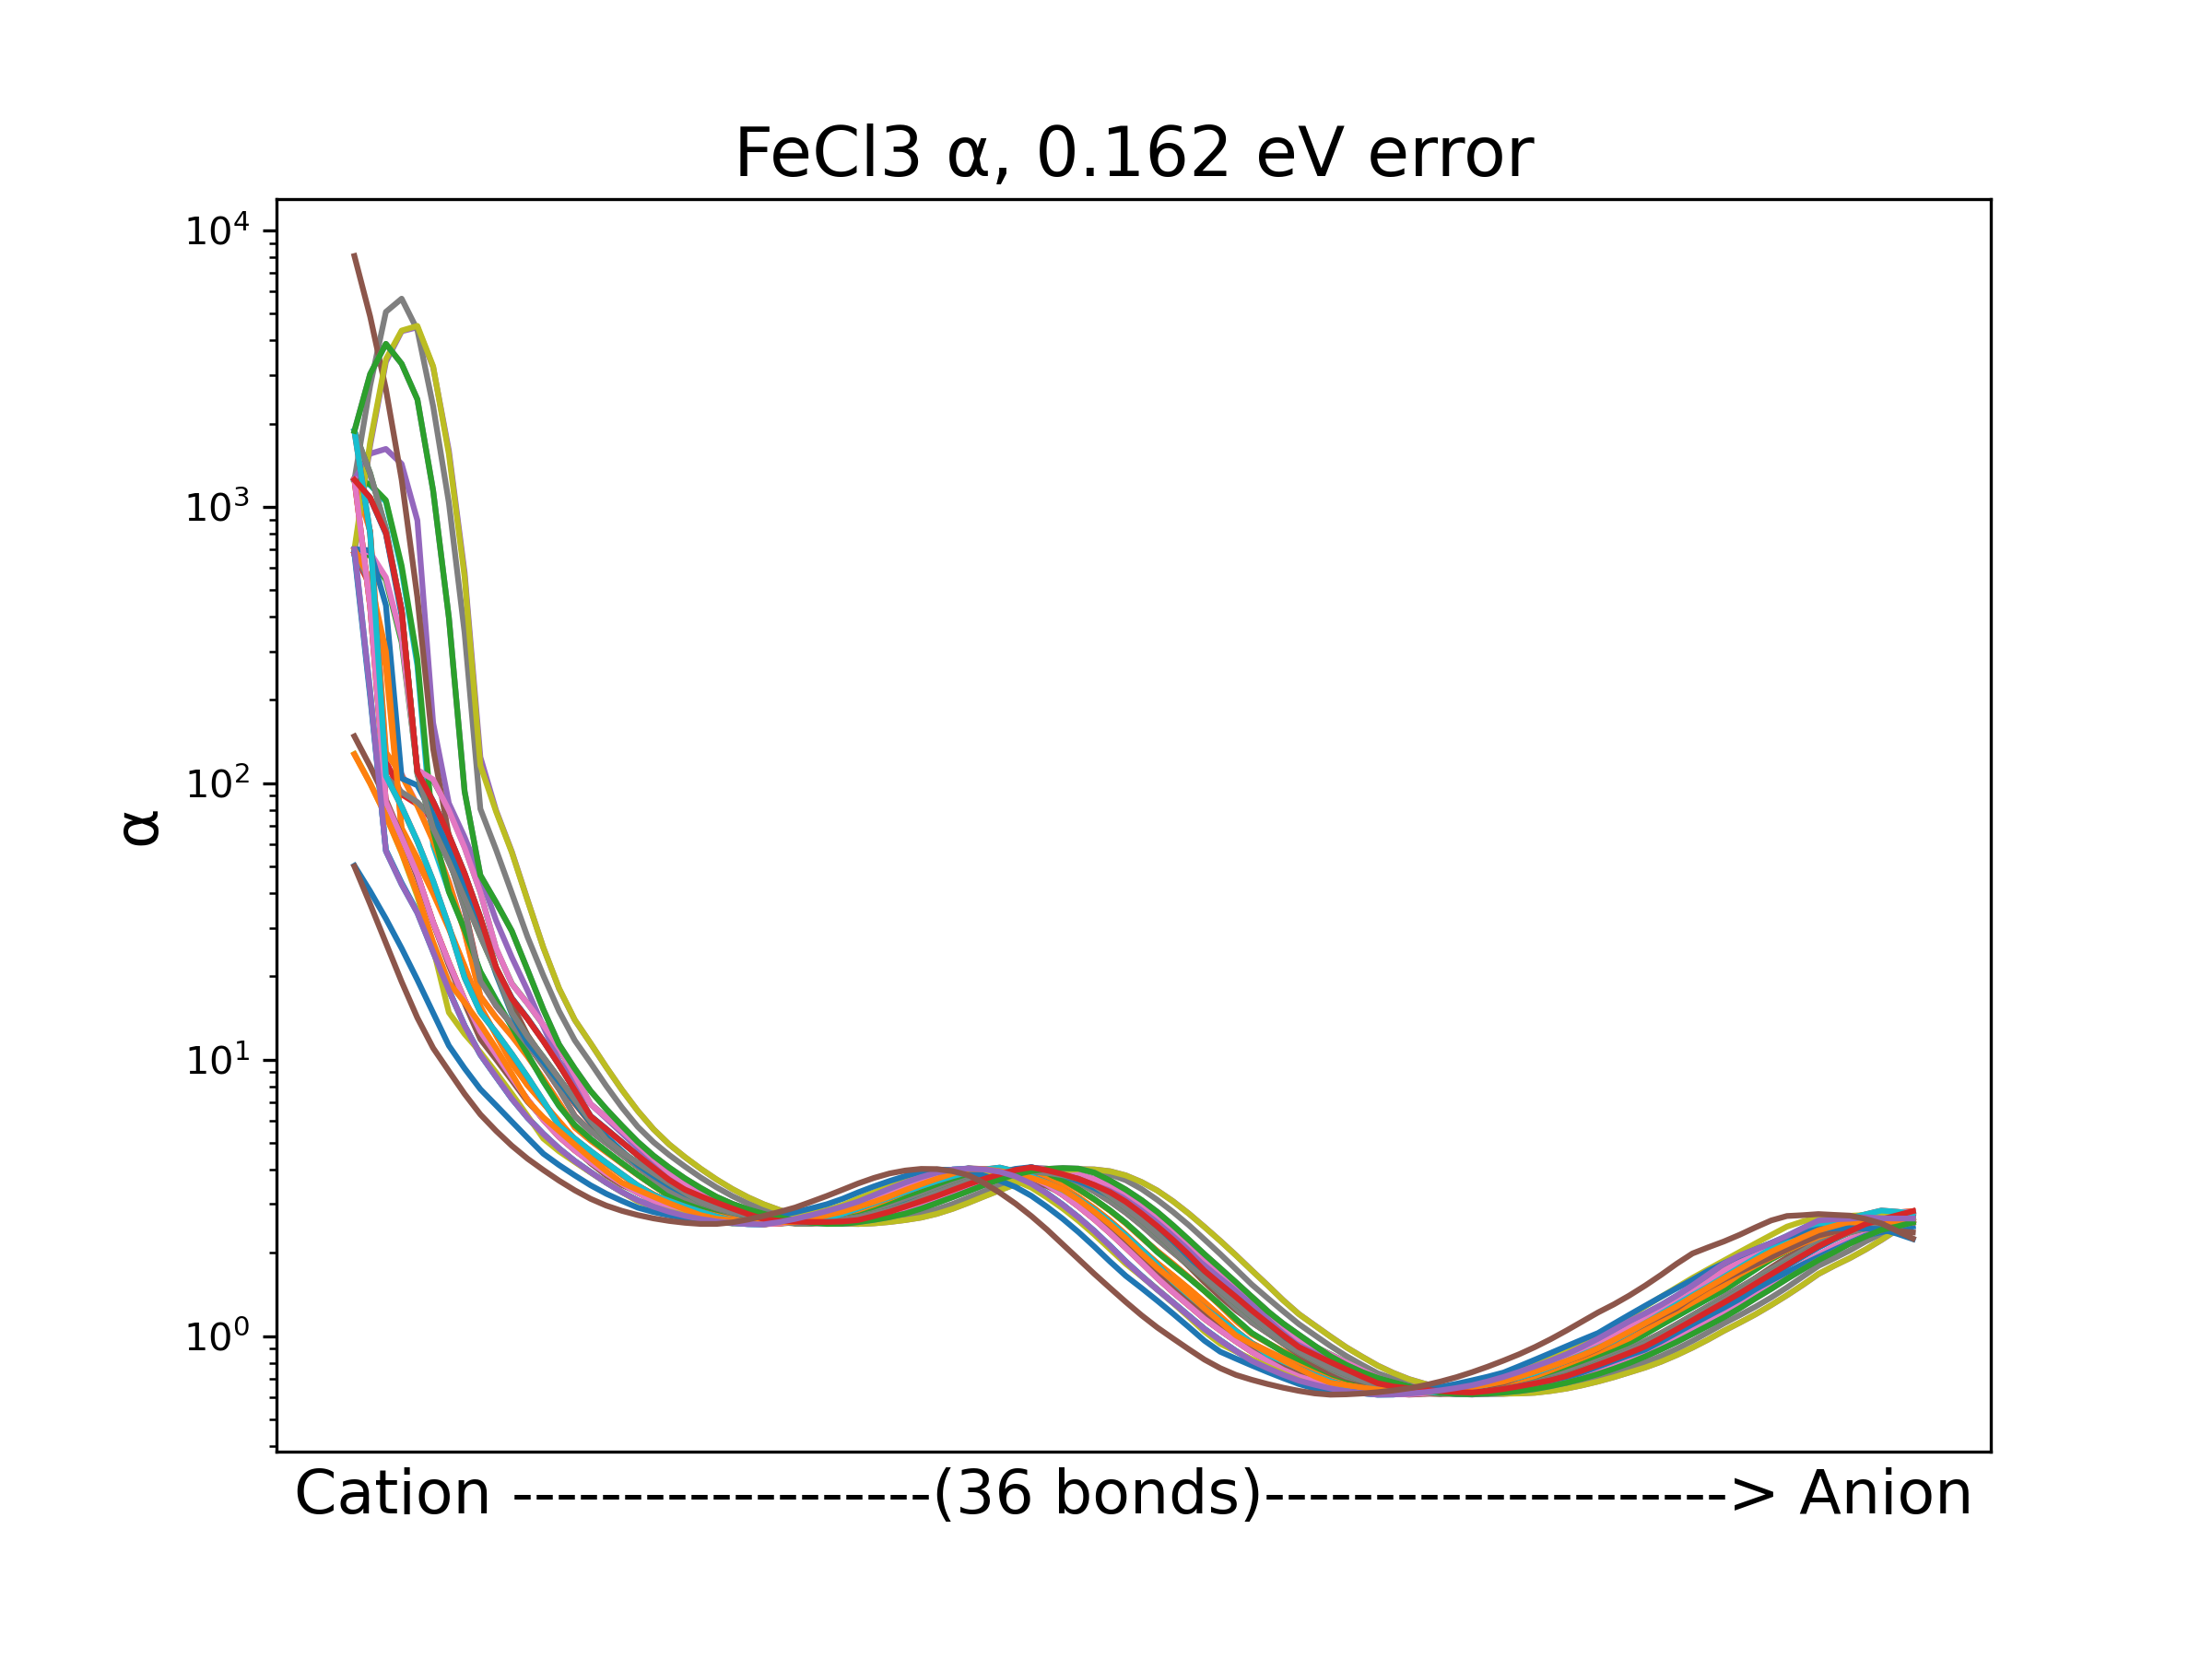 FeCl3 α, 0.162 eV error
10⁴
10³
10²
10¹
10⁰
α
Cation -------------------(36 bonds)---------------------> Anion